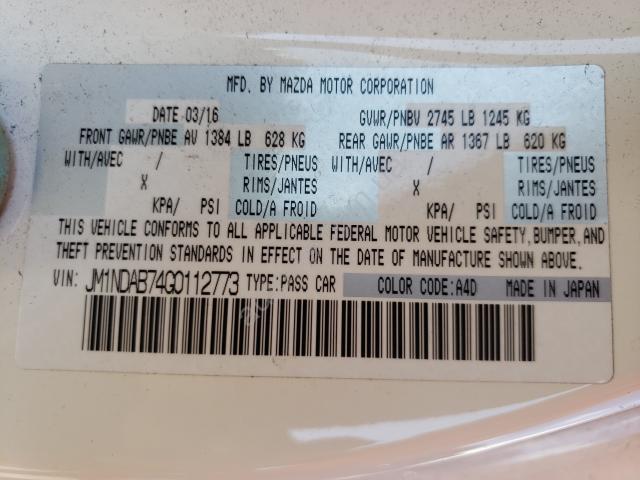 MFD. BY MAZDA MOTOR CORPORATION
DATE 03/16 GVWR/PNBV 2745 LB 1245 KG
FRONT GAWR/PNBE AV 1384 LB 628 KG REAR GAWR/PNBE AR 1367 LB 620 KG
WITH/AVEC / TIRES/PNEUS WITH/AVEC / TIRES/PNEUS
X RIMS/JANTES X RIMS/JANTES
KPA/ PSI COLD/A FROID KPA/ PSI COLD/A FROID
THIS VEHICLE CONFORMS TO ALL APPLICABLE FEDERAL MOTOR VEHICLE SAFETY, BUMPER, AND
THEFT PREVENTION STANDARDS IN EFFECT ON THE DATE OF MANUFACTURE SHOWN ABOVE.
VIN: JM1NDAB74G0112773 TYPE:PASS CAR COLOR CODE:A4D MADE IN JAPAN